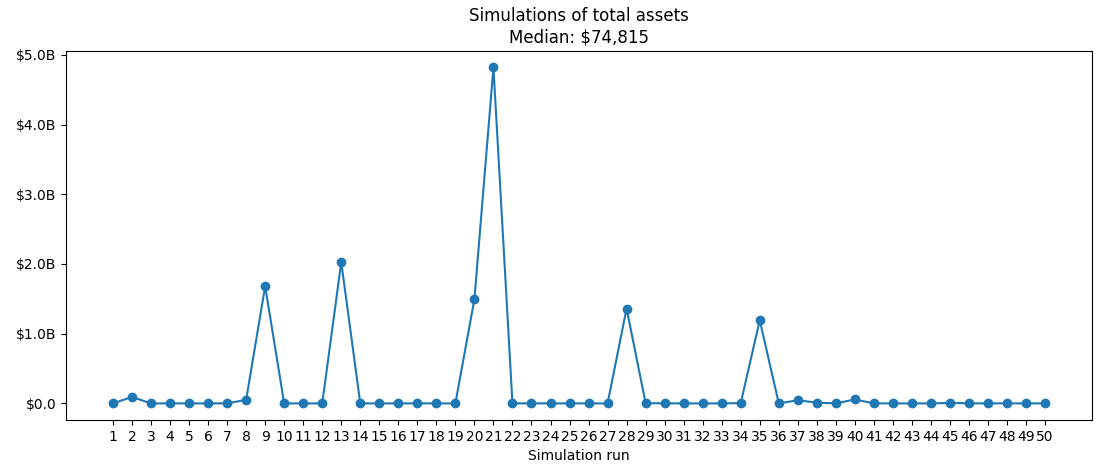 Simulations of total assets
Median: $74,815
$5.0B
$4.0B
$3.0B
$2.0B
$1.0B
$0.0
1 2 3 4 5 6 7 8 9 10 11 12 13 14 15 16 17 18 19 20 21 22 23 24 25 26 27 28 29 30 31 32 33 34 35 36 37 38 39 40 41 42 43 44 45 46 47 48 49 50
Simulation run